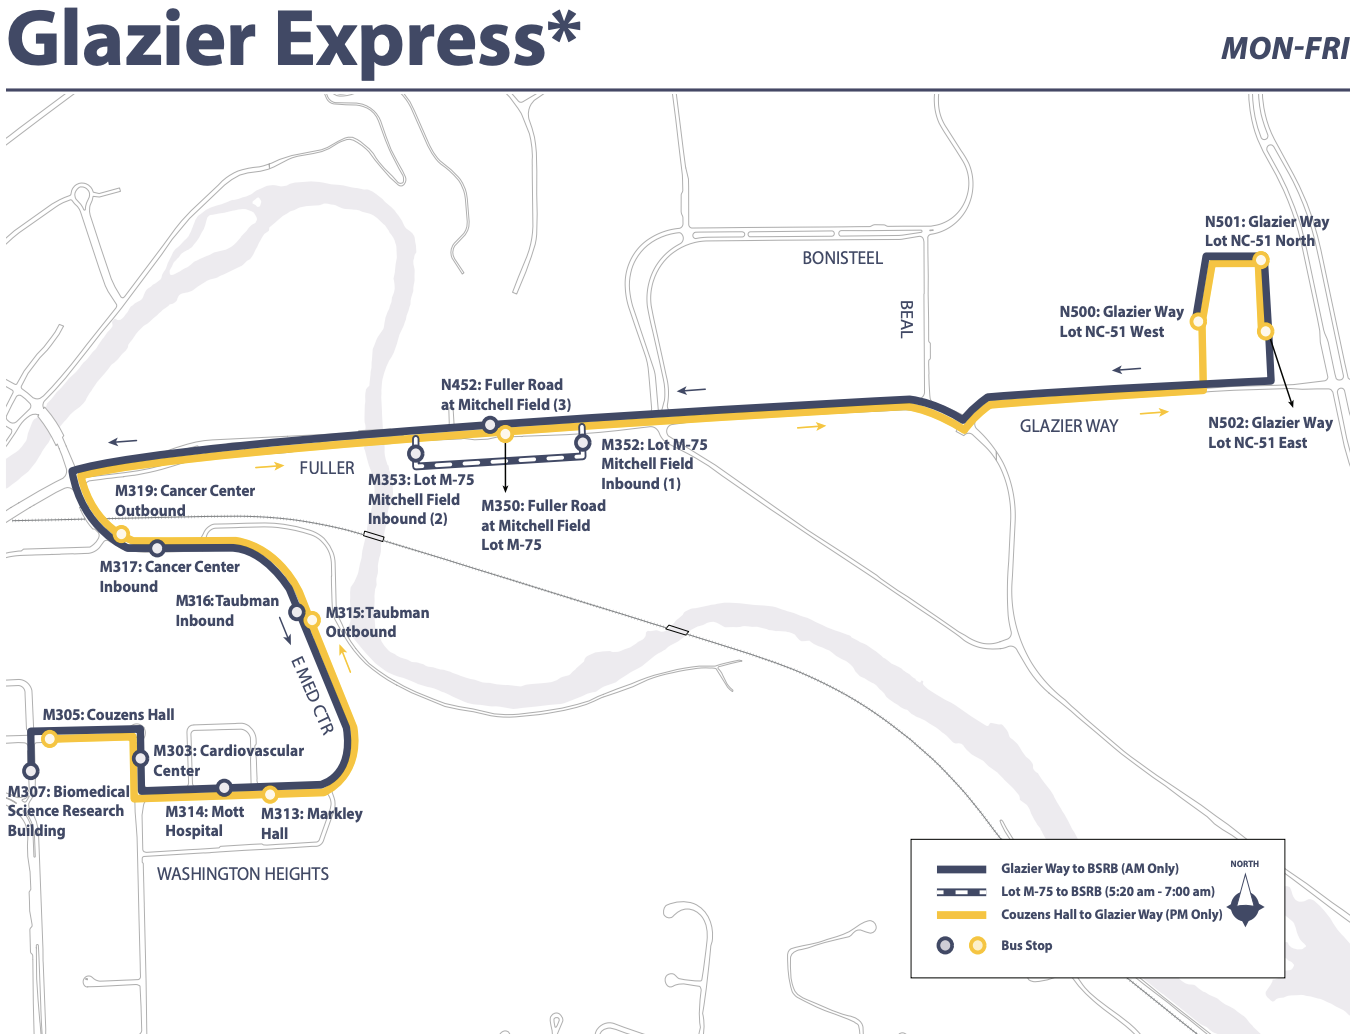 Glazier Express*
MON-FRI
N501: Glazier Way
Lot NC-51 North
BONISTEEL
BEAL
N500: Glazier Way
Lot NC-51 West
N452: Fuller Road
at Mitchell Field (3)
GLAZIER WAY
N502: Glazier Way
Lot NC-51 East
M352: Lot M-75
Mitchell Field
Inbound (1)
FULLER
M353: Lot M-75
Mitchell Field
Inbound (2)
M350: Fuller Road
at Mitchell Field
Lot M-75
M319: Cancer Center
Outbound
M317: Cancer Center
Inbound
M316: Taubman
Inbound
M315: Taubman
Outbound
E MED CTR
M305: Couzens Hall
M303: Cardiovascular
Center
M307: Biomedical
Science Research
Building
M314: Mott
Hospital
M313: Markley
Hall
WASHINGTON HEIGHTS
Glazier Way to BSRB (AM Only)
Lot M-75 to BSRB (5:20 am - 7:00 am)
Couzens Hall to Glazier Way (PM Only)
Bus Stop
NORTH